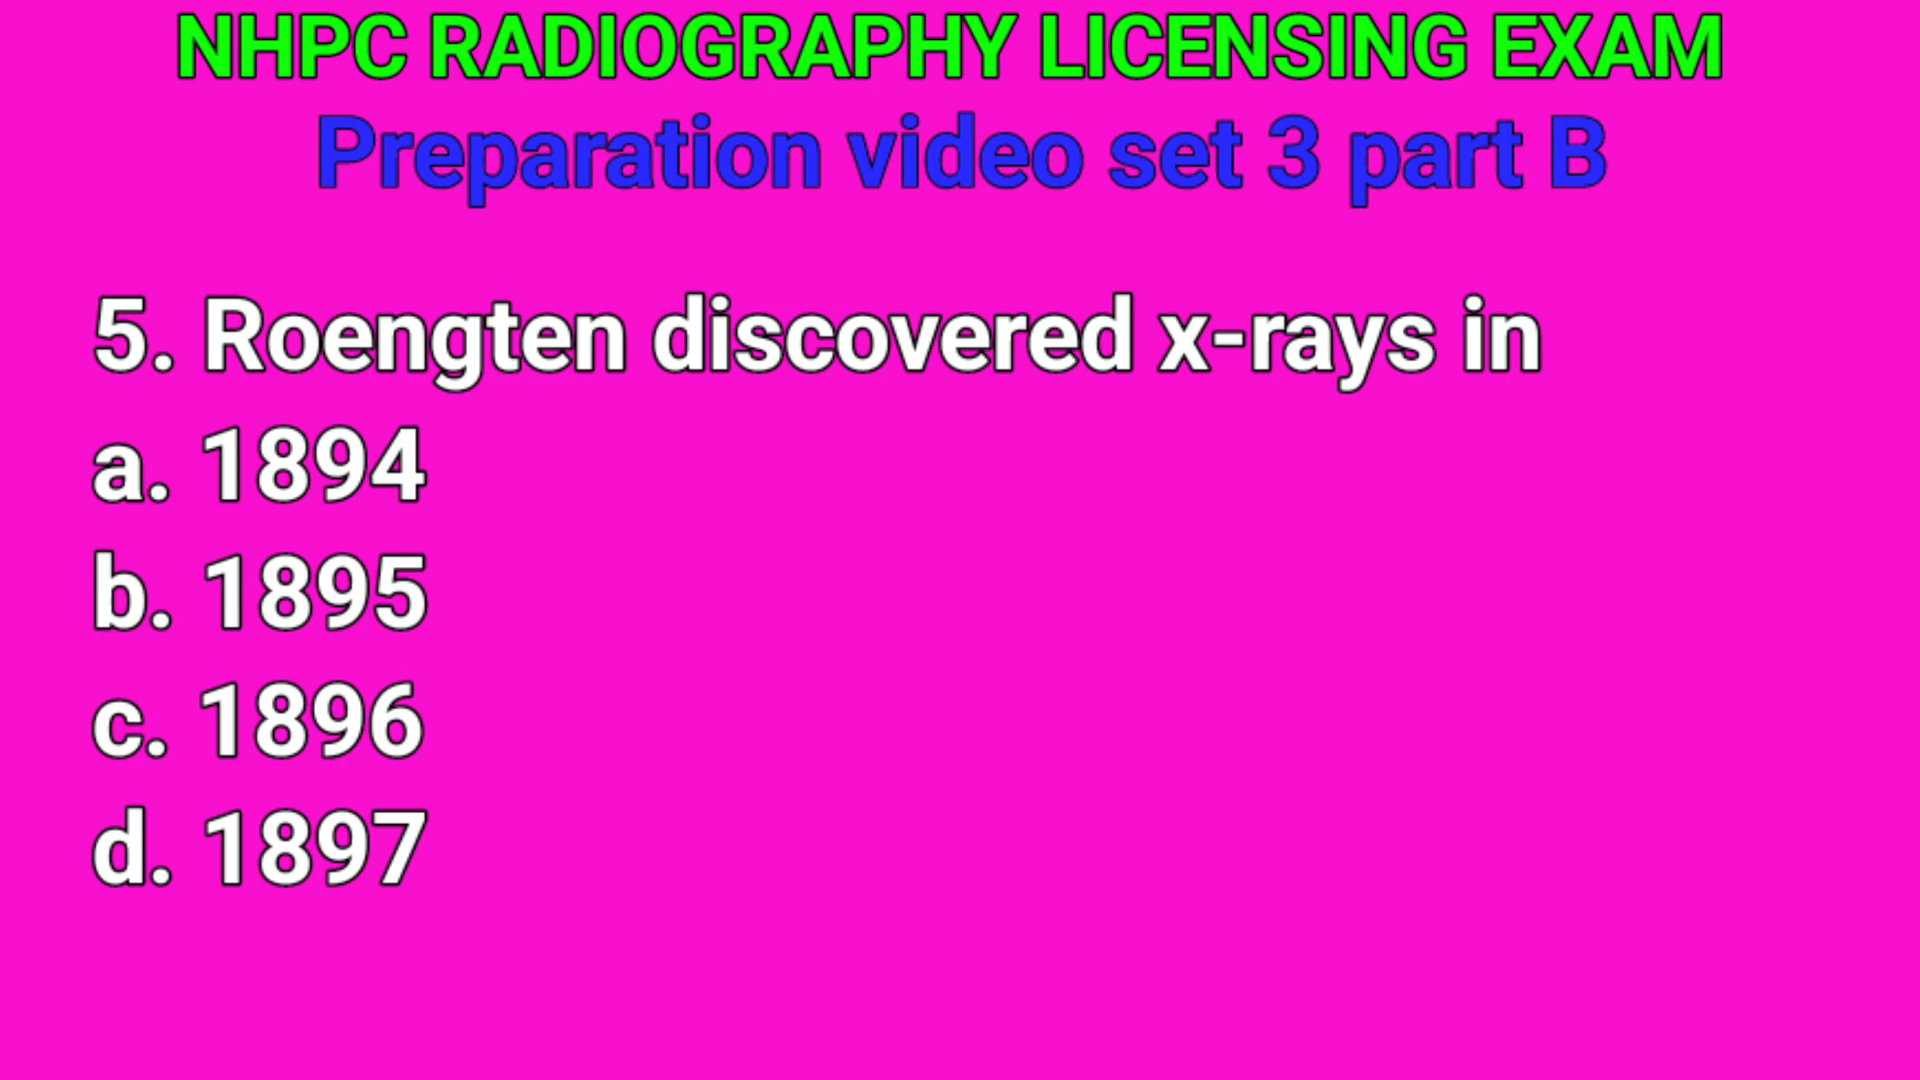 NHPC RADIOGRAPHY LICENSING EXAM
Preparation video set 3 part B
5. Roengten discovered x-rays in
a. 1894
b. 1895
c. 1896
d. 1897